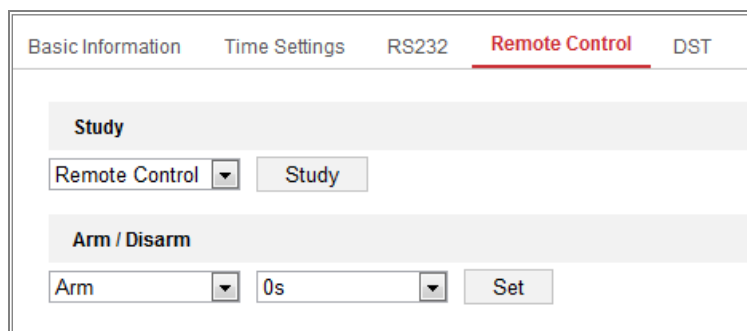 Basic Information Time Settings RS232 Remote Control DST
Study
Remote Control Study
Arm / Disarm
Arm 0s Set